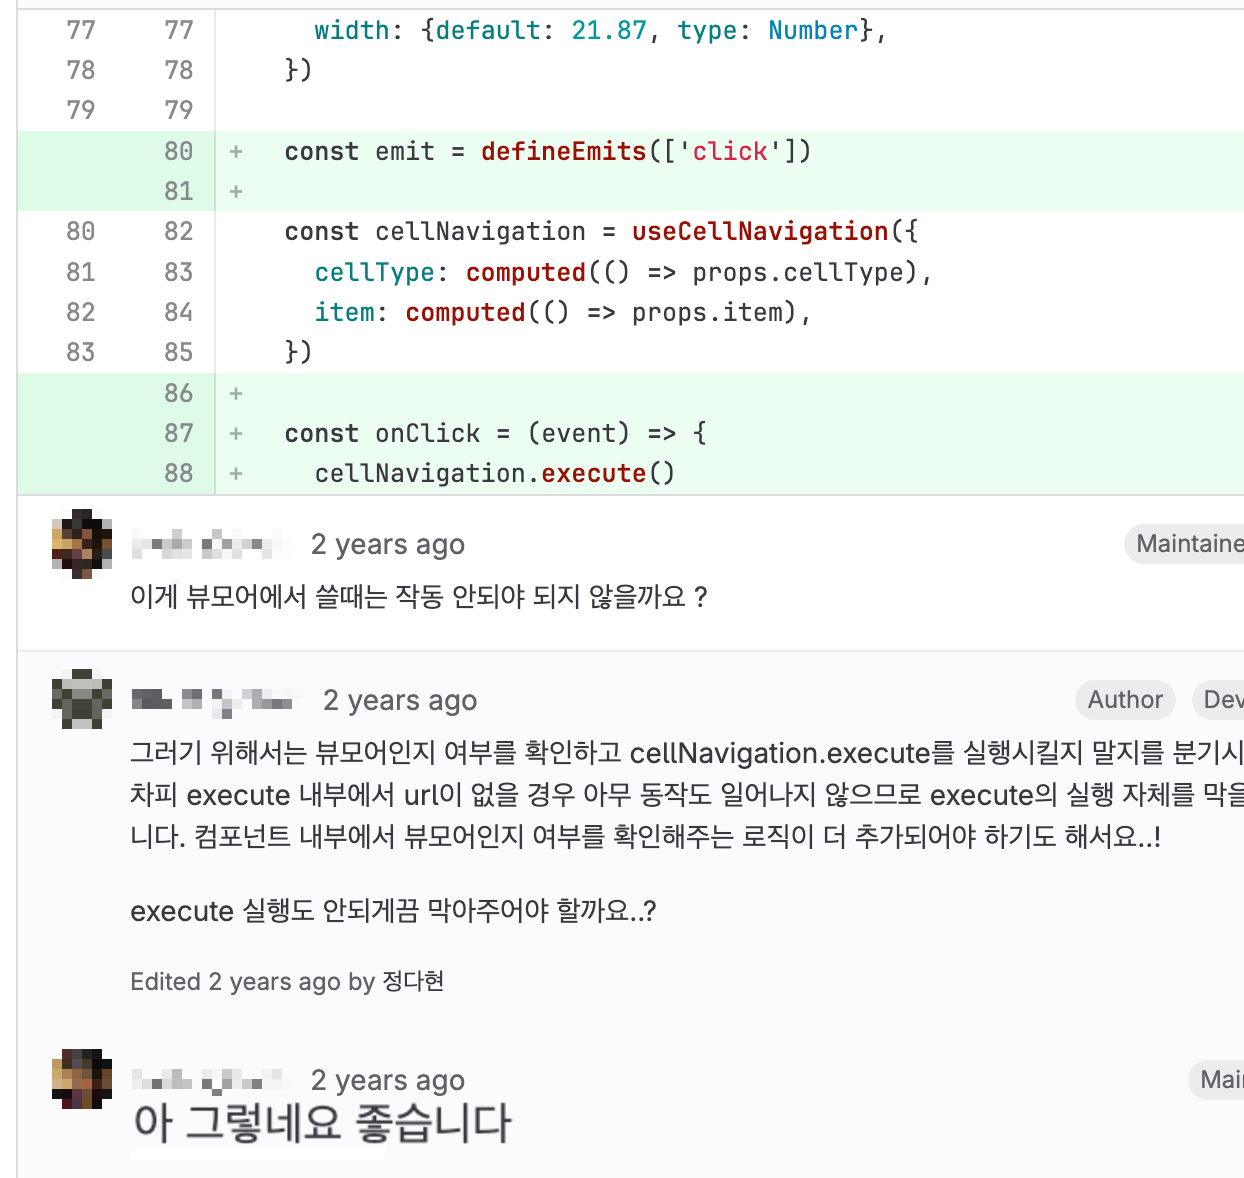 77 77 width: {default: 21.87, type: Number},
78 78 })
79 79
80 + const emit = defineEmits(['click'])
81 +
80 82 const cellNavigation = useCellNavigation({
81 83 cellType: computed(() => props.cellType),
82 84 item: computed(() => props.item),
83 85 })
86 +
87 + const onClick = (event) => {
88 + cellNavigation.execute()
2 years ago Maintaine
이게 뷰모어에서 쓸때는 작동 안되야 되지 않을까요 ?
2 years ago Author Dev
그러기 위해서는 뷰모어인지 여부를 확인하고 cellNavigation.execute를 실행시킬지 말지를 분기시
차피 execute 내부에서 url이 없을 경우 아무 동작도 일어나지 않으므로 execute의 실행 자체를 막을
니다. 컴포넌트 내부에서 뷰모어인지 여부를 확인해주는 로직이 더 추가되어야 하기도 해서요..!
execute 실행도 안되게끔 막아주어야 할까요..?
Edited 2 years ago by 정다현
2 years ago Mai
아 그렇네요 좋습니다